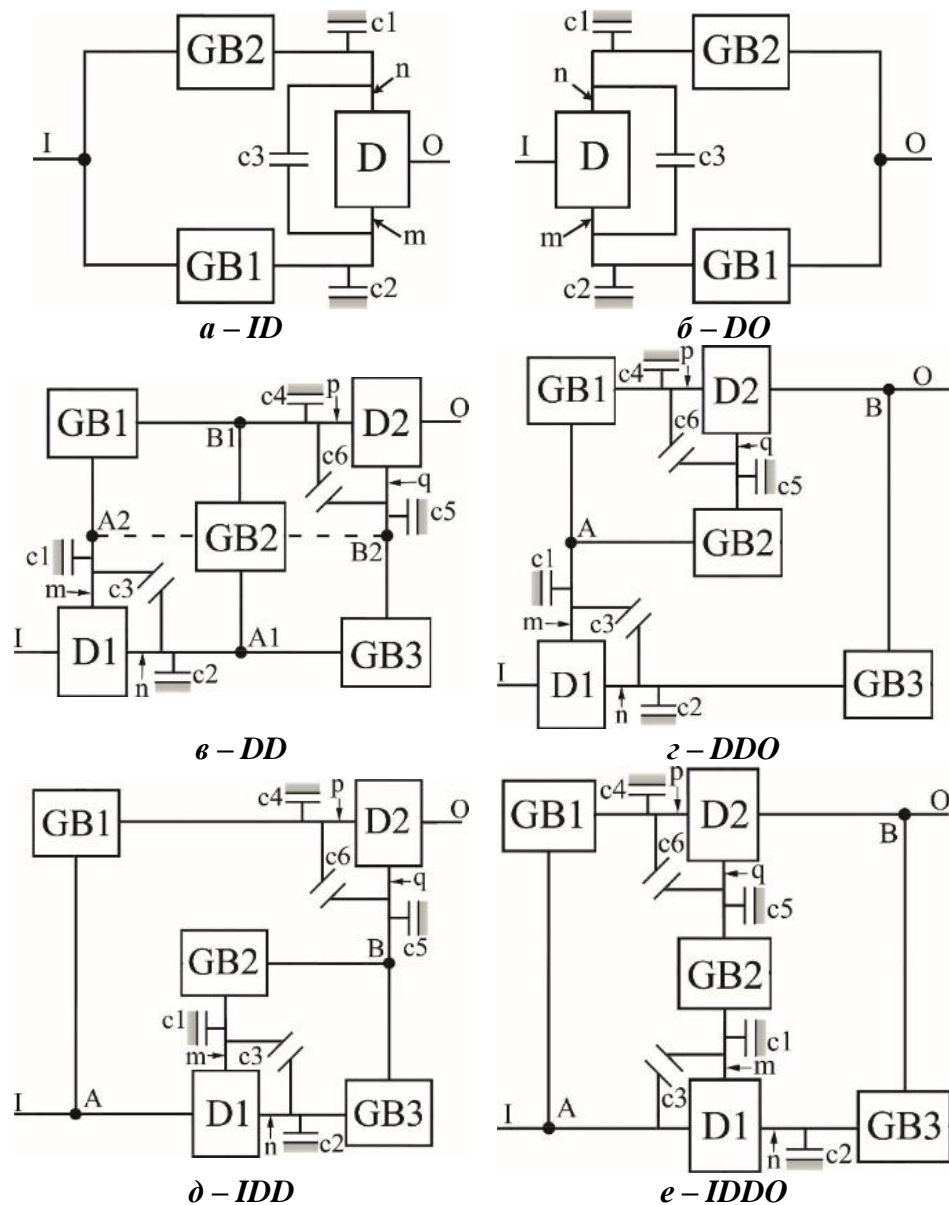 GB2
c1
n
I
c3
D
O
m
GB1
c2
а – ID
c1
GB2
n
I
D
c3
O
m
GB1
c2
б – DO
GB1
B1
c4
p
D2
O
c6
q
c5
A2
GB2
B2
c1
m
c3
I
D1
A1
n
c2
GB3
в – DD
GB1
c4
p
D2
O
B
c6
q
c5
A
GB2
c1
m
c3
I
D1
n
c2
GB3
г – DDO
GB1
c4
p
D2
O
c6
q
c5
B
GB2
c1
m
c3
I
A
D1
n
c2
GB3
д – IDD
GB1
c4
p
D2
O
B
c6
q
c5
GB2
c1
m
c3
I
A
D1
n
c2
GB3
е – IDDO